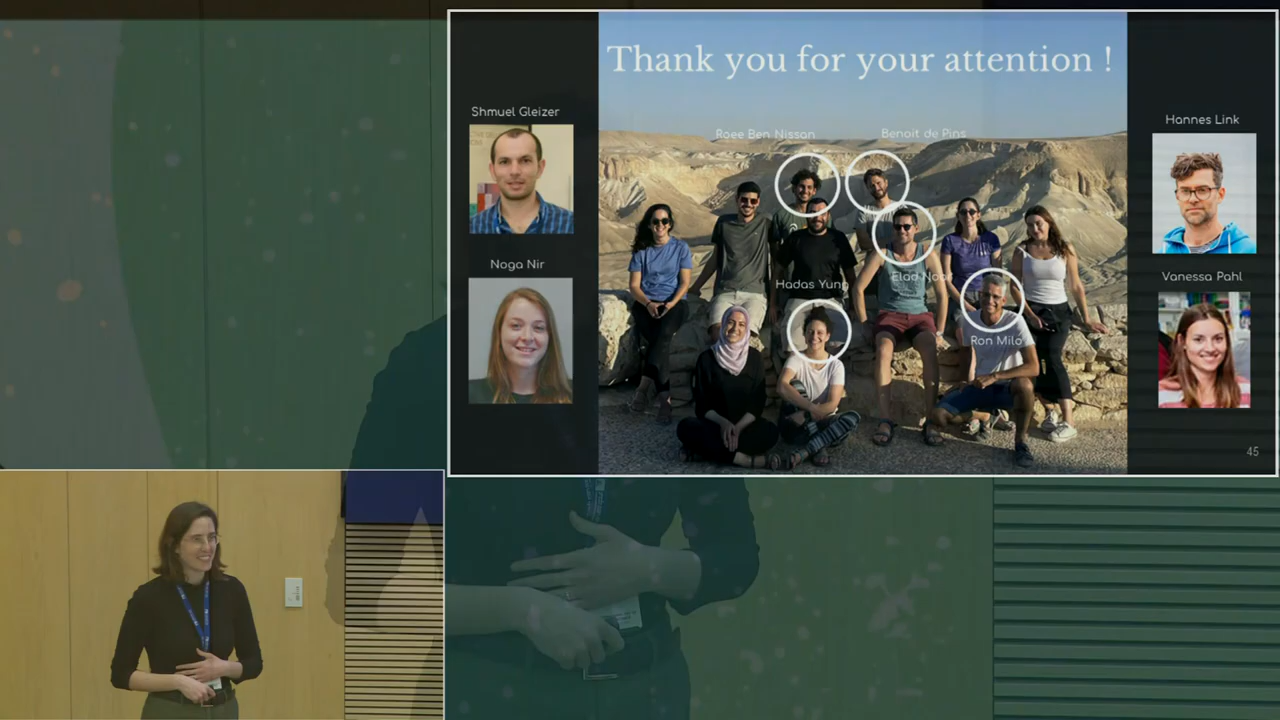 Thank you for your attention !
Shmuel Gleizer
Noga Nir
Roee Ben Nissan
Benoit de Pins
Hadas Yung
Elad Noor
Ron Milo
Hannes Link
Vanessa Pahl
45